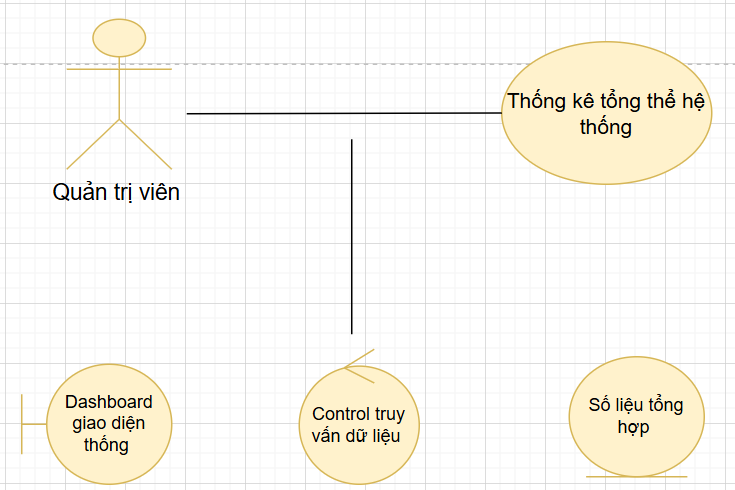 Thống kê tổng thể hệ
thống
Quản trị viên
Dashboard
giao diện
thống
Control truy
vấn dữ liệu
Số liệu tổng
hợp